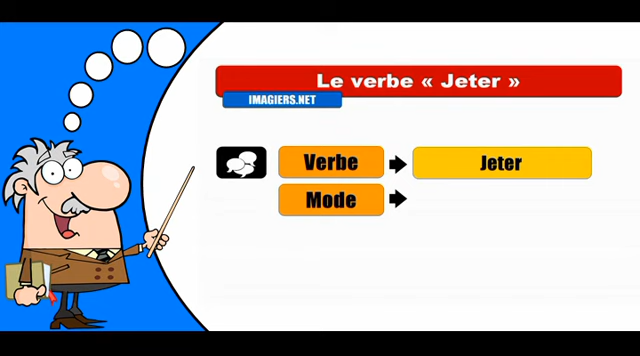 Le verbe « Jeter »
IMAGIERS.NET
Verbe
Jeter
Mode